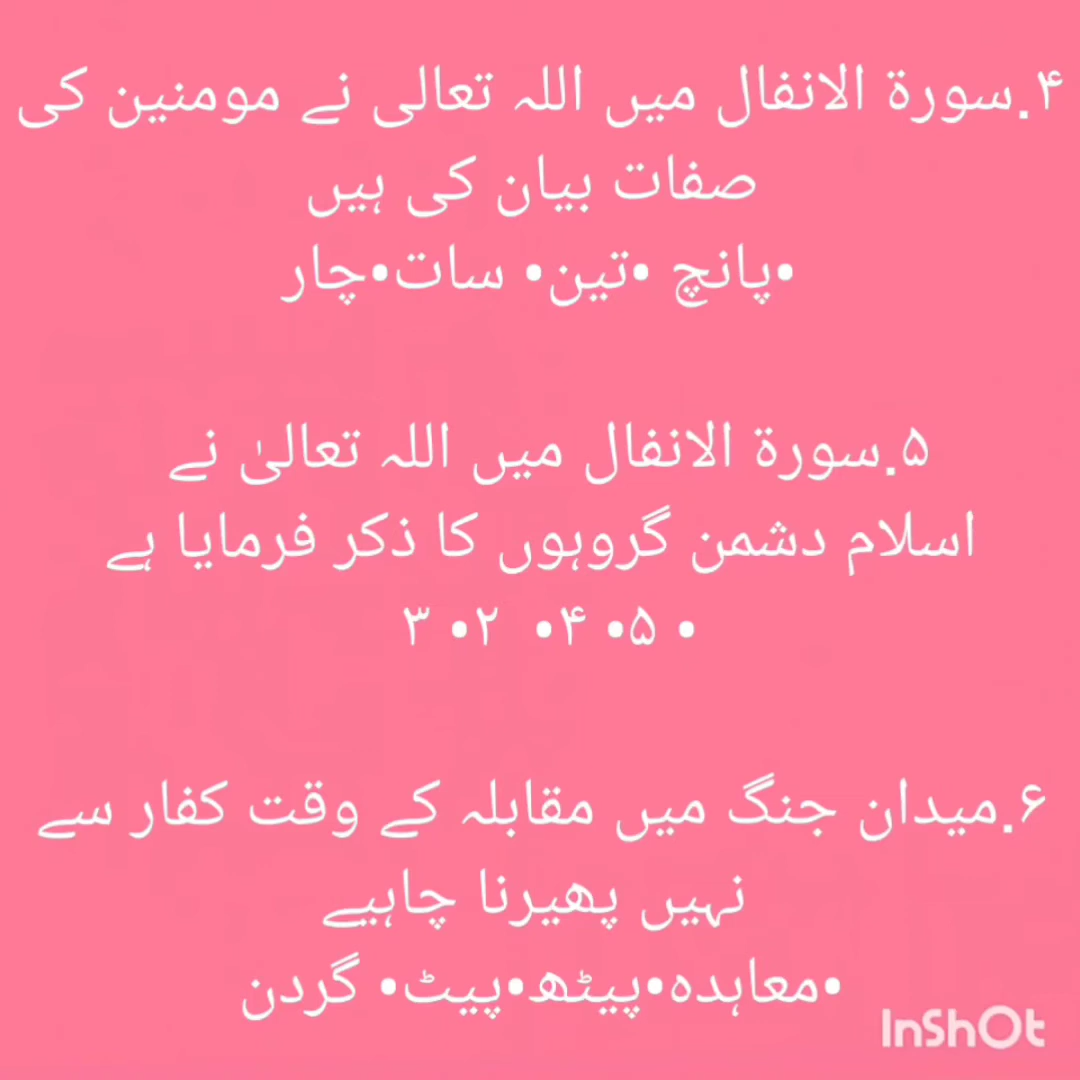 ۴.سورۃ الانفال میں اللہ تعالی نے مومنین کی
صفات بیان کی ہیں
•پانچ •تین• سات•چار
۵.سورۃ الانفال میں اللہ تعالیٰ نے
اسلام دشمن گروہوں کا ذکر فرمایا ہے
• ۵• ۴• ۲• ۳
۶.میدان جنگ میں مقابلہ کے وقت کفار سے
نہیں پھیرنا چاہیے
•معاہدہ•پیٹھ•پیٹ• گردن
InShOt